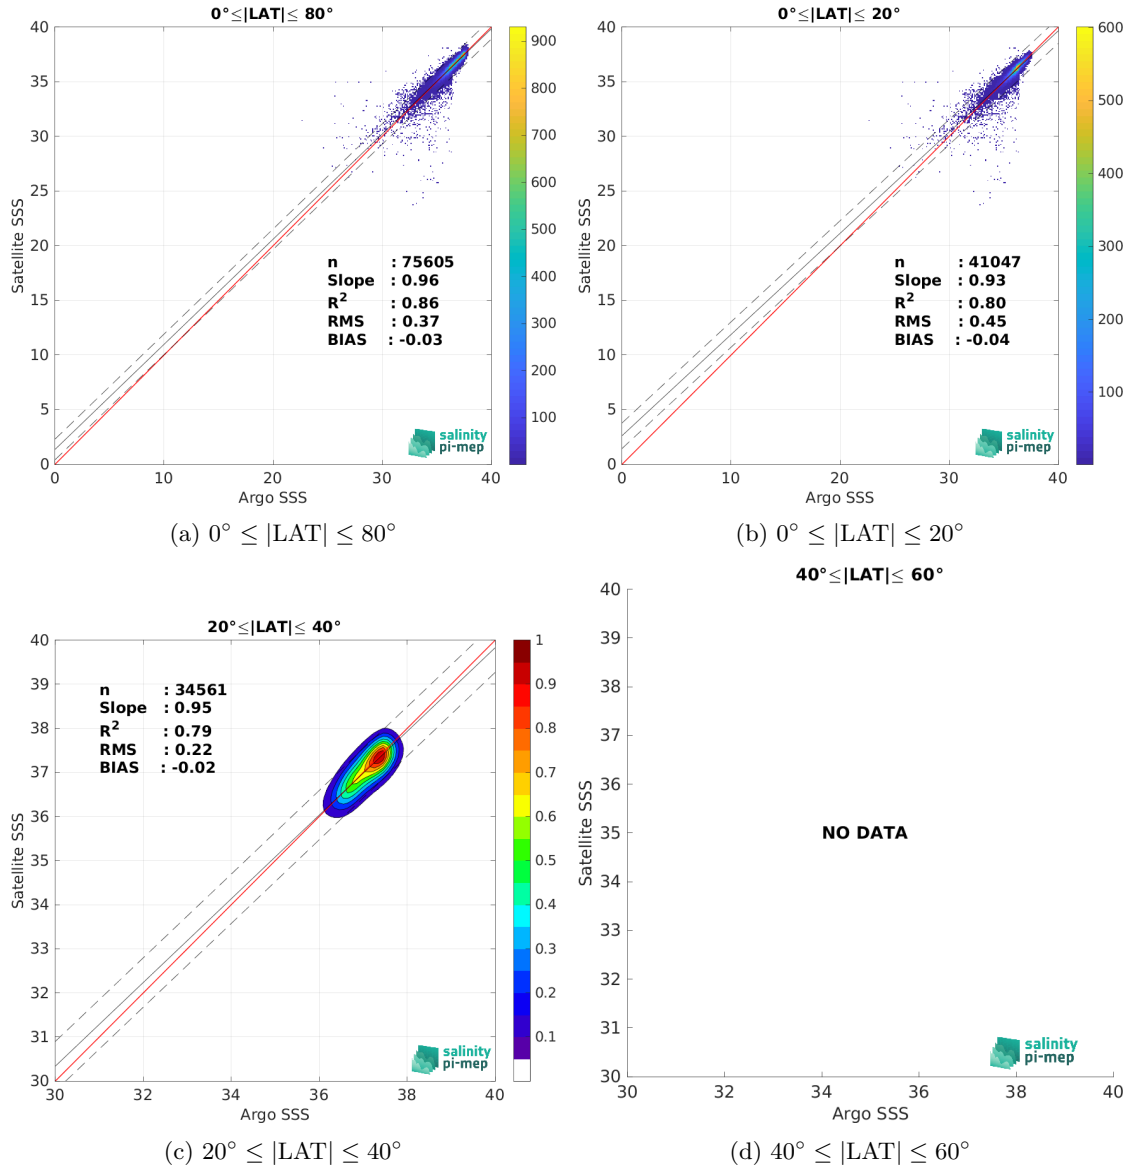 0°≤|LAT|≤ 80°
Satellite SSS
40
35
30
25
20
15
10
5
0
n : 75605
Slope : 0.96
R² : 0.86
RMS : 0.37
BIAS : -0.03
salinity
pi-mep
0 10 20 30 40
Argo SSS
900
800
700
600
500
400
300
200
100
(a) 0° ≤ |LAT| ≤ 80°
0°≤|LAT|≤ 20°
Satellite SSS
40
35
30
25
20
15
10
5
0
n : 41047
Slope : 0.93
R² : 0.80
RMS : 0.45
BIAS : -0.04
salinity
pi-mep
0 10 20 30 40
Argo SSS
600
500
400
300
200
100
(b) 0° ≤ |LAT| ≤ 20°
20°≤|LAT|≤ 40°
Satellite SSS
40
39
38
37
36
35
34
33
32
31
30
n : 34561
Slope : 0.95
R² : 0.79
RMS : 0.22
BIAS : -0.02
salinity
pi-mep
30 32 34 36 38 40
Argo SSS
1
0.9
0.8
0.7
0.6
0.5
0.4
0.3
0.2
0.1
(c) 20° ≤ |LAT| ≤ 40°
40°≤|LAT|≤ 60°
Satellite SSS
40
39
38
37
36
35
34
33
32
31
30
NO DATA
salinity
pi-mep
30 32 34 36 38 40
Argo SSS
(d) 40° ≤ |LAT| ≤ 60°